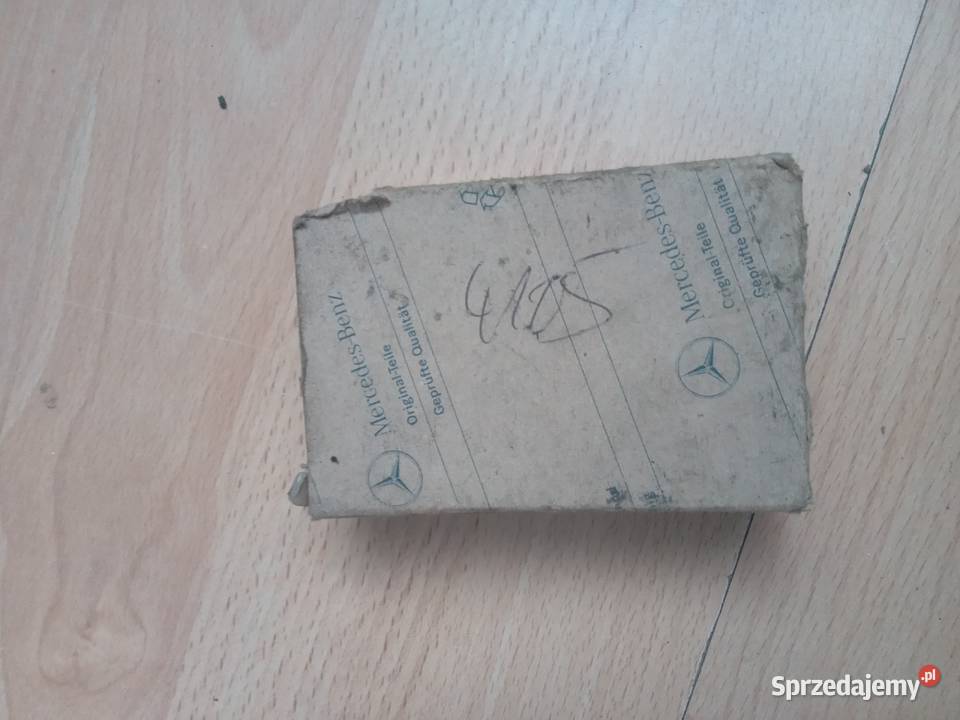 Mercedes-Benz
Original-Teile
Geprüfte Qualität
Mercedes-Benz
Original-Teile
Geprüfte Qualität
Sprzedajemy.pl